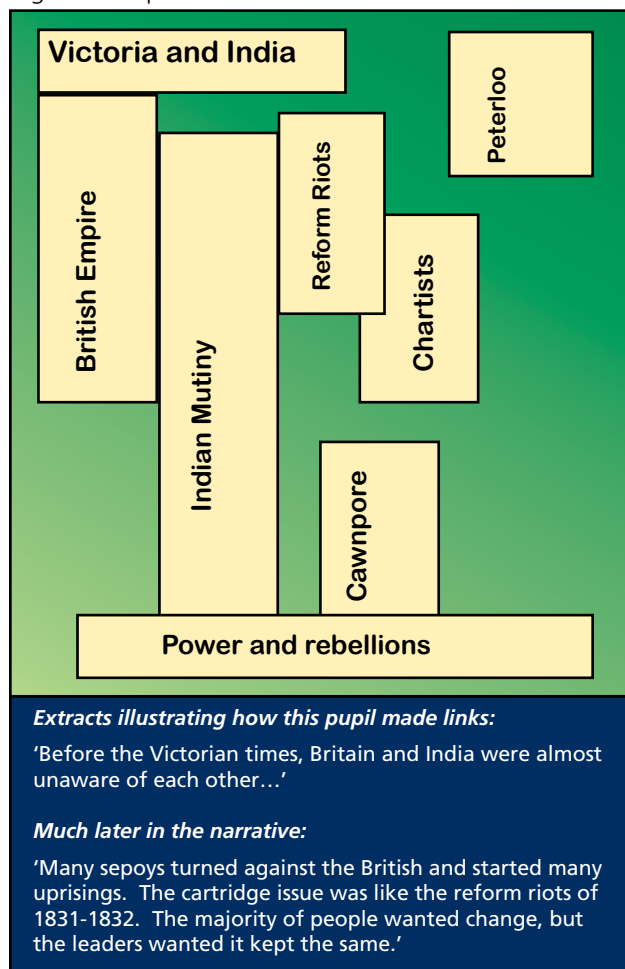 Victoria and India
Peterloo
British Empire
Indian Mutiny
Reform Riots
Chartists
Cawnpore
Power and rebellions
Extracts illustrating how this pupil made links:
'Before the Victorian times, Britain and India were almost
unaware of each other…'
Much later in the narrative:
'Many sepoys turned against the British and started many
uprisings.  The cartridge issue was like the reform riots of
1831-1832.  The majority of people wanted change, but
the leaders wanted it kept the same.'